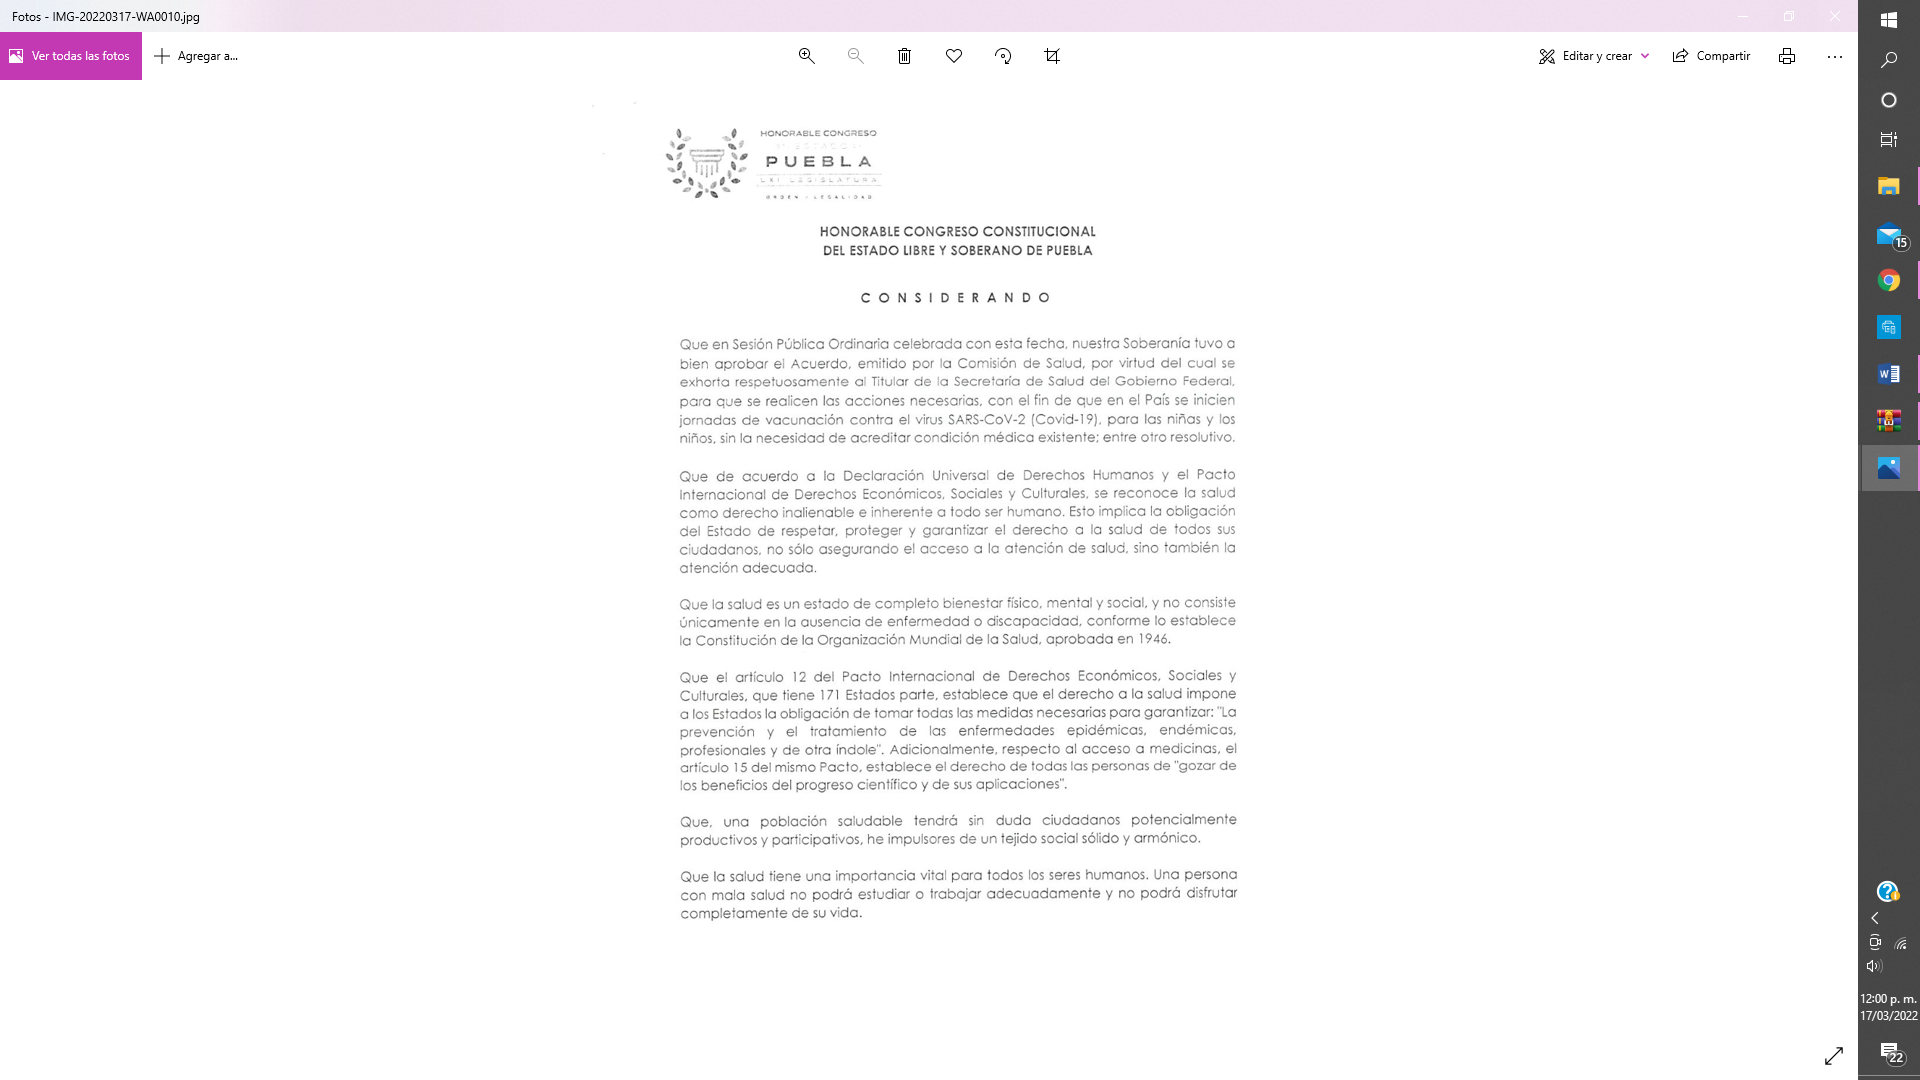 Fotos - IMG-20220317-WA0010.jpg
Ver todas las fotos
Agregar a...
Editar y crear
Compartir
HONORABLE CONGRESO
PUEBLA
LXI LEGISLATURA
ORDEN Y LEGALIDAD
HONORABLE CONGRESO CONSTITUCIONAL
DEL ESTADO LIBRE Y SOBERANO DE PUEBLA
C O N S I D E R A N D O
Que en Sesión Pública Ordinaria celebrada con esta fecha, nuestra Soberanía tuvo a
bien aprobar el Acuerdo, emitido por la Comisión de Salud, por virtud del cual se
exhorta respetuosamente al Titular de la Secretaría de Salud del Gobierno Federal,
para que se realicen las acciones necesarias, con el fin de que en el País se inicien
jornadas de vacunación contra el virus SARS-CoV-2 (Covid-19), para las niñas y los
niños, sin la necesidad de acreditar condición médica existente; entre otro resolutivo.
Que de acuerdo a la Declaración Universal de Derechos Humanos y el Pacto
Internacional de Derechos Económicos, Sociales y Culturales, se reconoce la salud
como derecho inalienable e inherente a todo ser humano. Esto implica la obligación
del Estado de respetar, proteger y garantizar el derecho a la salud de todos sus
ciudadanos, no sólo asegurando el acceso a la atención de salud, sino también la
atención adecuada.
Que la salud es un estado de completo bienestar físico, mental y social, y no consiste
únicamente en la ausencia de enfermedad o discapacidad, conforme lo establece
la Constitución de la Organización Mundial de la Salud, aprobada en 1946.
Que el artículo 12 del Pacto Internacional de Derechos Económicos, Sociales y
Culturales, que tiene 171 Estados parte, establece que el derecho a la salud impone
a los Estados la obligación de tomar todas las medidas necesarias para garantizar: "La
prevención y el tratamiento de las enfermedades epidémicas, endémicas,
profesionales y de otra índole". Adicionalmente, respecto al acceso a medicinas, el
artículo 15 del mismo Pacto, establece el derecho de todas las personas de "gozar de
los beneficios del progreso científico y de sus aplicaciones".
Que, una población saludable tendrá sin duda ciudadanos potencialmente
productivos y participativos, he impulsores de un tejido social sólido y armónico.
Que la salud tiene una importancia vital para todos los seres humanos. Una persona
con mala salud no podrá estudiar o trabajar adecuadamente y no podrá disfrutar
completamente de su vida.
15
12:00 p. m.
17/03/2022
22